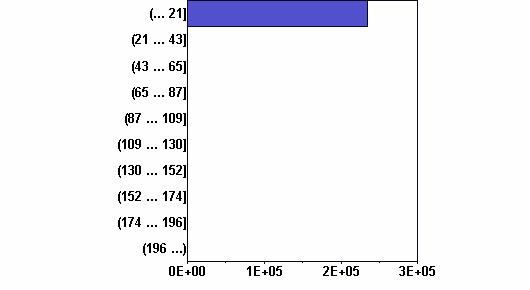 (... 21]
(21 ... 43]
(43 ... 65]
(65 ... 87]
(87 ... 109]
(109 ... 130]
(130 ... 152]
(152 ... 174]
(174 ... 196]
(196 ...)
0E+00 1E+05 2E+05 3E+05